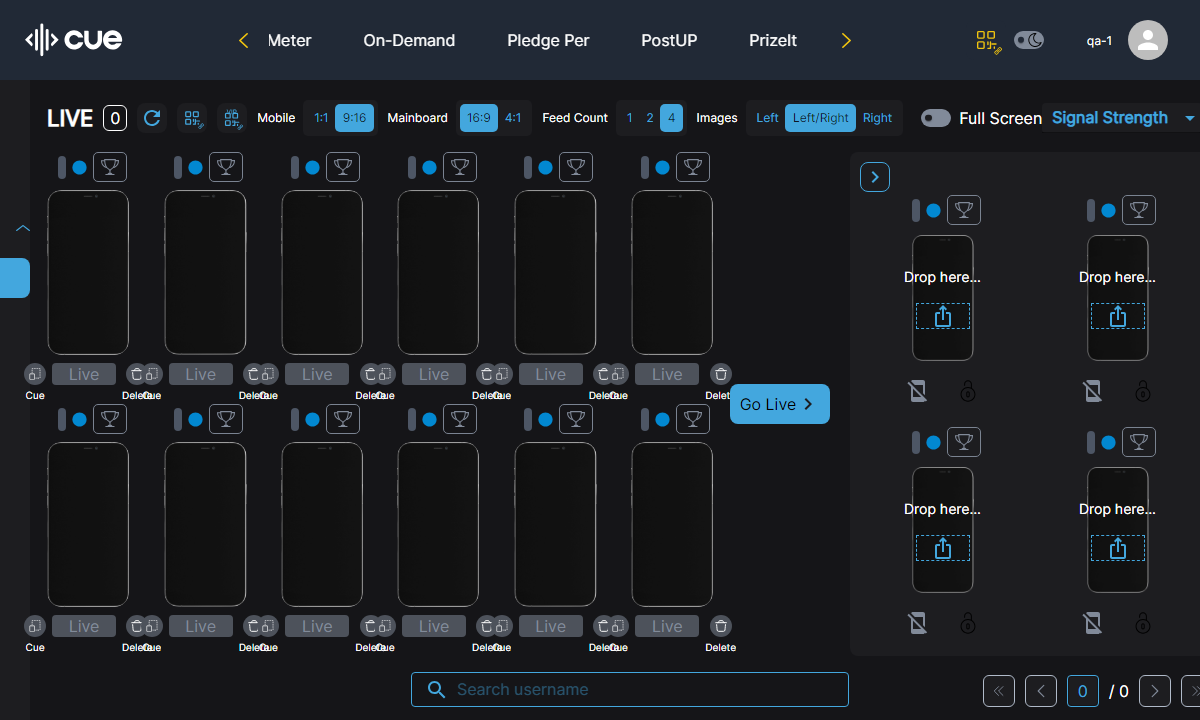 cue Meter On-Demand Pledge Per PostUP PrizeIt qa-1
LIVE 0 Mobile 1:1 9:16 Mainboard 16:9 4:1 Feed Count 1 2 4 Images Left Left/Right Right Full Screen Signal Strength
Drop here... Drop here...
Live Live Live Live Live Live
Cue Delete Cue Delete Cue Delete Cue Delete Cue Delete Cue Delet
Go Live
Drop here... Drop here...
Live Live Live Live Live Live
Cue Delete Cue Delete Cue Delete Cue Delete Cue Delete Cue Delete
Search username
0 / 0